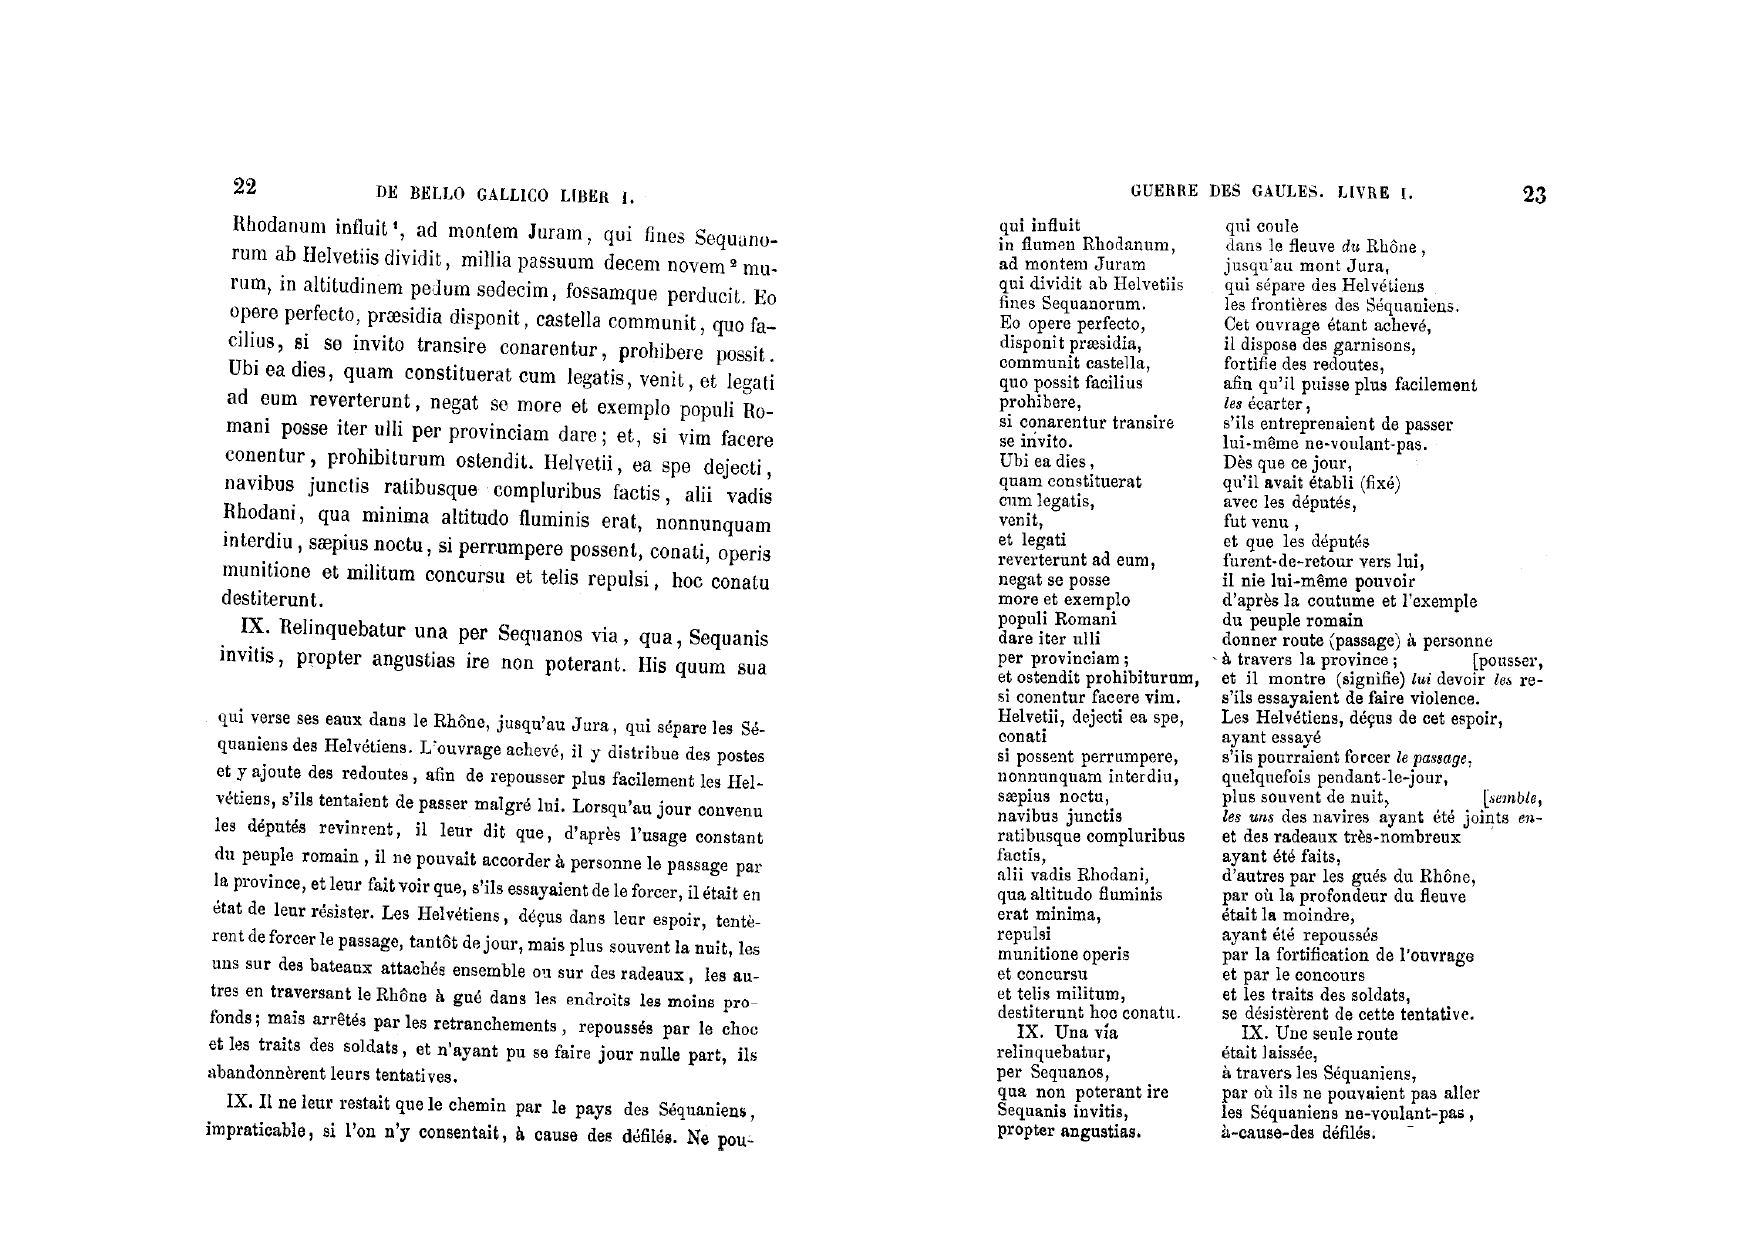 22
DE BELLO GALLICO LIBER I.
Rhodanum influit¹, ad montem Juram, qui fines Sequano-
rum ab Helvetiis dividit, millia passuum decem novem² mu-
rum, in altitudinem pedum sedecim, fossamque perducit. Eo
opere perfecto, præsidia disponit, castella communit, quo fa-
cilius, si se invito transire conarentur, prohibere possit.
Ubi ea dies, quam constituerat cum legatis, venit, et legati
ad eum reverterunt, negat se more et exemplo populi Ro-
mani posse iter ulli per provinciam dare; et, si vim facere
conentur, prohibiturum ostendit. Helvetii, ea spe dejecti,
navibus junctis ratibusque compluribus factis, alii vadis
Rhodani, qua minima altitudo fluminis erat, nonnunquam
interdiu, sæpius noctu, si perrumpere possent, conati, operis
munitione et militum concursu et telis repulsi, hoc conatu
destiterunt.
IX. Relinquebatur una per Sequanos via, qua, Sequanis
invitis, propter angustias ire non poterant. His quum sua
qui verse ses eaux dans le Rhône, jusqu'au Jura, qui sépare les Sé-
quaniens des Helvétiens. L'ouvrage achevé, il y distribue des postes
et y ajoute des redoutes, afin de repousser plus facilement les Hel-
vétiens, s'ils tentaient de passer malgré lui. Lorsqu'au jour convenu
les députés revinrent, il leur dit que, d'après l'usage constant
du peuple romain, il ne pouvait accorder à personne le passage par
la province, et leur fait voir que, s'ils essayaient de le forcer, il était en
état de leur résister. Les Helvétiens, déçus dans leur espoir, tentè-
rent de forcer le passage, tantôt de jour, mais plus souvent la nuit, les
uns sur des bateaux attachés ensemble ou sur des radeaux, les au-
tres en traversant le Rhône à gué dans les endroits les moins pro-
fonds; mais arrêtés par les retranchements, repoussés par le choc
et les traits des soldats, et n'ayant pu se faire jour nulle part, ils
abandonnèrent leurs tentatives.
IX. Il ne leur restait que le chemin par le pays des Séquaniens,
impraticable, si l'on n'y consentait, à cause des défilés. Ne pou-
GUERRE DES GAULES. LIVRE I.
23
qui influit
in flumen Rhodanum,
ad montem Juram
qui dividit ab Helvetiis
fines Sequanorum.
Eo opere perfecto,
disponit præsidia,
communit castella,
quo possit facilius
prohibere,
si conarentur transire
se invito.
Ubi ea dies,
quam constituerat
cum legatis,
venit,
et legati
reverterunt ad eum,
negat se posse
more et exemplo
populi Romani
dare iter ulli
per provinciam;
et ostendit prohibiturum,
si conentur facere vim.
Helvetii, dejecti ea spe,
conati
si possent perrumpere,
nonnunquam interdiu,
sæpius noctu,
navibus junctis
ratibusque compluribus
factis,
alii vadis Rhodani,
qua altitudo fluminis
erat minima,
repulsi
munitione operis
et concursu
et telis militum,
destiterunt hoc conatu.
IX. Una via
relinquebatur,
per Sequanos,
qua non poterant ire
Sequanis invitis,
propter angustias.
qui coule
dans le fleuve du Rhône,
jusqu'au mont Jura,
qui sépare des Helvétiens
les frontières des Séquaniens.
Cet ouvrage étant achevé,
il dispose des garnisons,
fortifie des redoutes,
afin qu'il puisse plus facilement
les écarter,
s'ils entreprenaient de passer
lui-même ne-voulant-pas.
Dès que ce jour,
qu'il avait établi (fixé)
avec les députés,
fut venu,
et que les députés
furent-de-retour vers lui,
il nie lui-même pouvoir
d'après la coutume et l'exemple
du peuple romain
donner route (passage) à personne
à travers la province; [pousser,
et il montre (signifie) lui devoir les re-
s'ils essayaient de faire violence.
Les Helvétiens, déçus de cet espoir,
ayant essayé
s'ils pourraient forcer le passage,
quelquefois pendant-le-jour,
plus souvent de nuit, [semble,
les uns des navires ayant été joints en-
et des radeaux très-nombreux
ayant été faits,
d'autres par les gués du Rhône,
par où la profondeur du fleuve
était la moindre,
ayant été repoussés
par la fortification de l'ouvrage
et par le concours
et les traits des soldats,
se désistèrent de cette tentative.
IX. Une seule route
était laissée,
à travers les Séquaniens,
par où ils ne pouvaient pas aller
les Séquaniens ne-voulant-pas,
à-cause-des défilés.